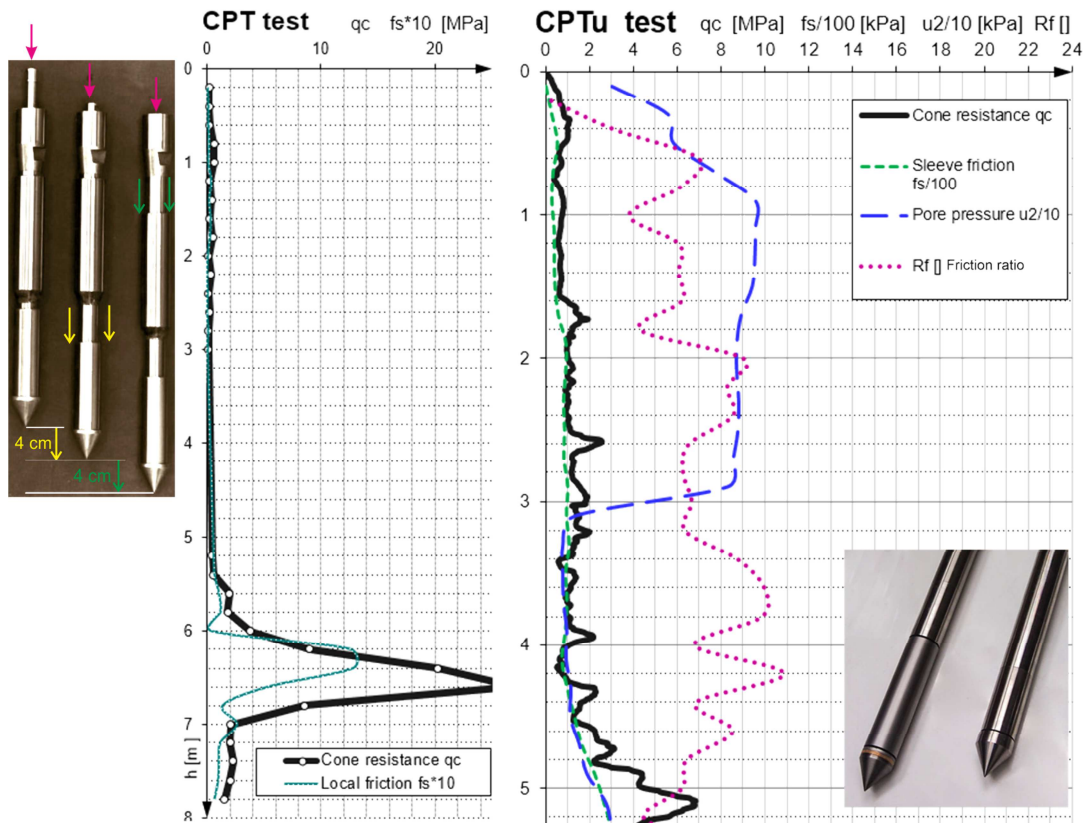 CPT test qc fs*10 [MPa]
0 10 20
0
1
2
3
4
5
6
7
h [m]
8
Cone resistance qc
Local friction fs*10
4 cm
4 cm
CPTu test qc [MPa] fs/100 [kPa] u2/10 [kPa] Rf []
0 2 4 6 8 10 12 14 16 18 20 22 24
0
1
2
3
4
5
Cone resistance qc
Sleeve friction
fs/100
Pore pressure u2/10
Rf [] Friction ratio